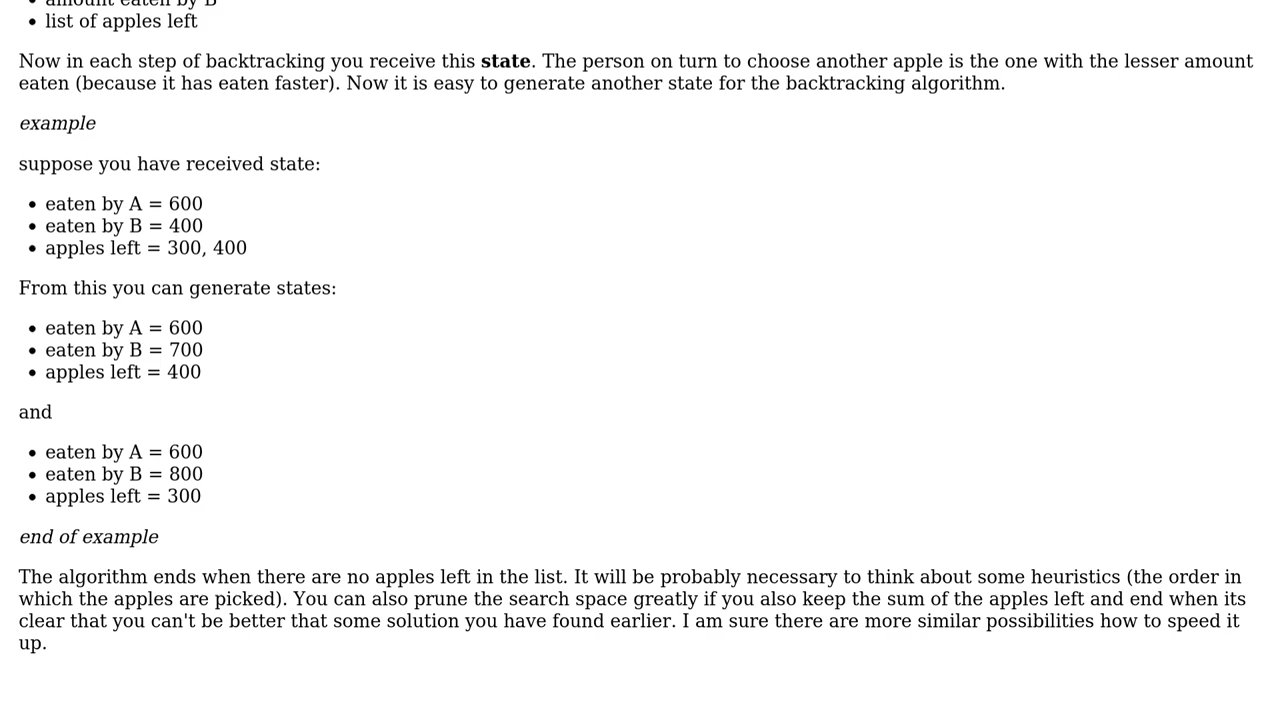 amount eaten by B
• list of apples left
Now in each step of backtracking you receive this state. The person on turn to choose another apple is the one with the lesser amount
eaten (because it has eaten faster). Now it is easy to generate another state for the backtracking algorithm.
example
suppose you have received state:
• eaten by A = 600
• eaten by B = 400
• apples left = 300, 400
From this you can generate states:
• eaten by A = 600
• eaten by B = 700
• apples left = 400
and
• eaten by A = 600
• eaten by B = 800
• apples left = 300
end of example
The algorithm ends when there are no apples left in the list. It will be probably necessary to think about some heuristics (the order in
which the apples are picked). You can also prune the search space greatly if you also keep the sum of the apples left and end when its
clear that you can't be better that some solution you have found earlier. I am sure there are more similar possibilities how to speed it
up.